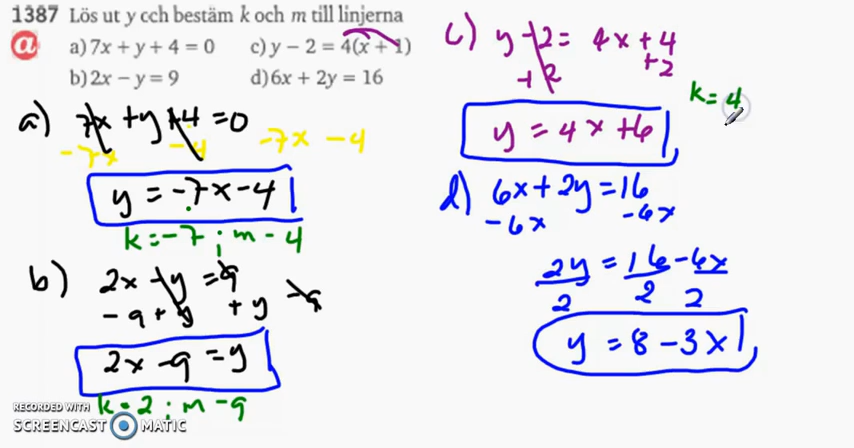 1387 Lös ut y och bestäm k och m till linjerna
a
a) 7x + y + 4 = 0
c) y − 2 = 4(x + 1)
b) 2x − y = 9
d) 6x + 2y = 16
a) 7x + y + 4 = 0
-7x -4 -7x - 4
y = -7x - 4
k = -7 ; m - 4
b) 2x - y = 9
- 9 + y + y - 9
2x - 9 = y
k = 2 ; m - 9
c) y - 2 = 4x + 4
+ 2 + 2
y = 4x + 6
k = 4
d) 6x + 2y = 16
- 6x - 6x
2y = 16 - 6x
2 2 2
y = 8 - 3x
RECORDED WITH
SCREENCAST MATIC